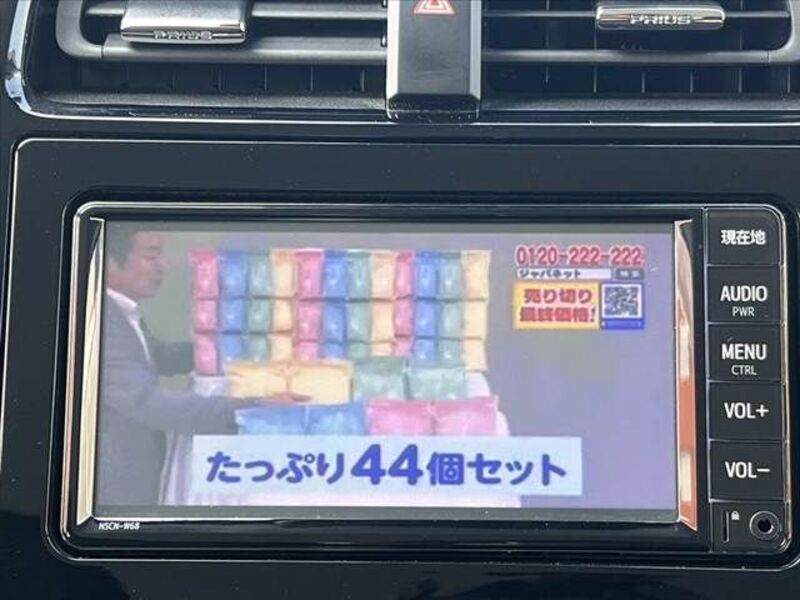 PRIUS
PRIUS
0120-222-222
ジャパネット
検索
売り切り
最終価格!
たっぷり44個セット
現在地
AUDIO
PWR
MENU
CTRL
VOL+
VOL-
NSCN-W68